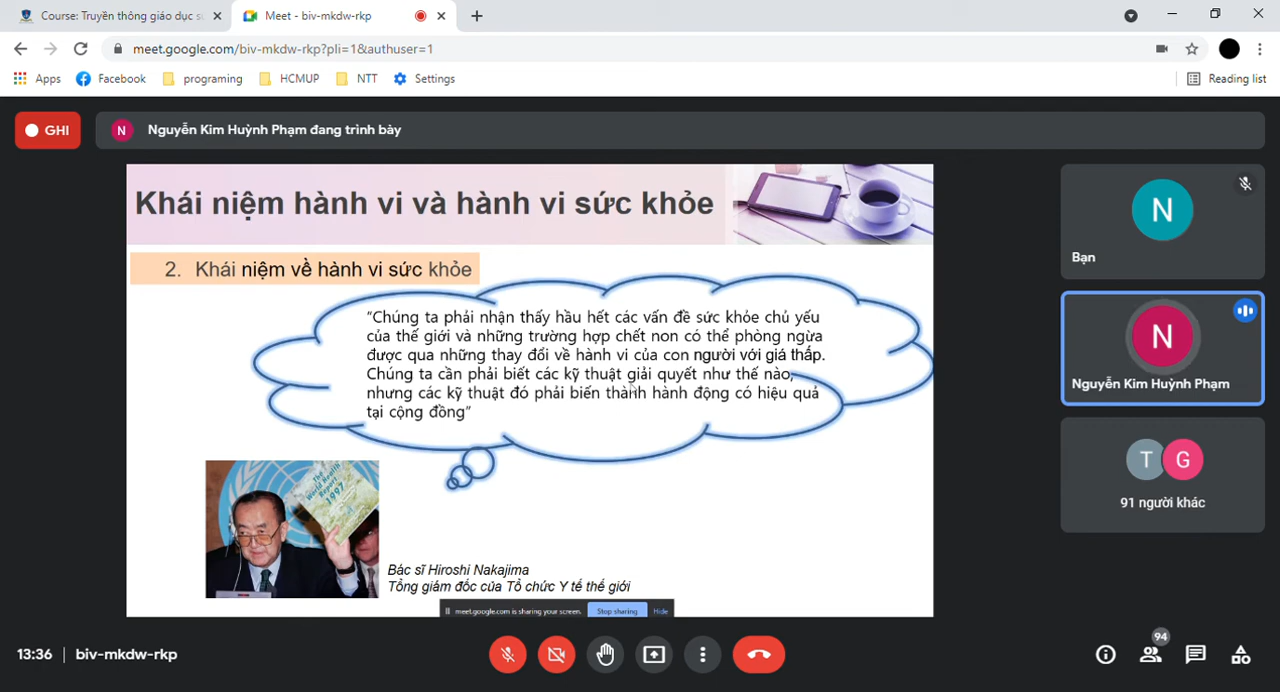 Course: Truyền thông giáo dục sứ
Meet - biv-mkdw-rkp
meet.google.com/biv-mkdw-rkp?pli=1&authuser=1
Apps
Facebook
programing
HCMUP
NTT
Settings
Reading list
GHI
N
Nguyễn Kim Huỳnh Phạm đang trình bày
Khái niệm hành vi và hành vi sức khỏe
2. Khái niệm về hành vi sức khỏe
"Chúng ta phải nhận thấy hầu hết các vấn đề sức khỏe chủ yếu
của thế giới và những trường hợp chết non có thể phòng ngừa
được qua những thay đổi về hành vi của con người với giá thấp.
Chúng ta cần phải biết các kỹ thuật giải quyết như thế nào,
nhưng các kỹ thuật đó phải biến thành hành động có hiệu quả
tại cộng đồng"
The
World Health
Report
1997
Bác sĩ Hiroshi Nakajima
Tổng giám đốc của Tổ chức Y tế thế giới
meet.google.com is sharing your screen.
Stop sharing
Hide
N
Bạn
N
Nguyễn Kim Huỳnh Phạm
T
G
91 người khác
13:36
biv-mkdw-rkp
94